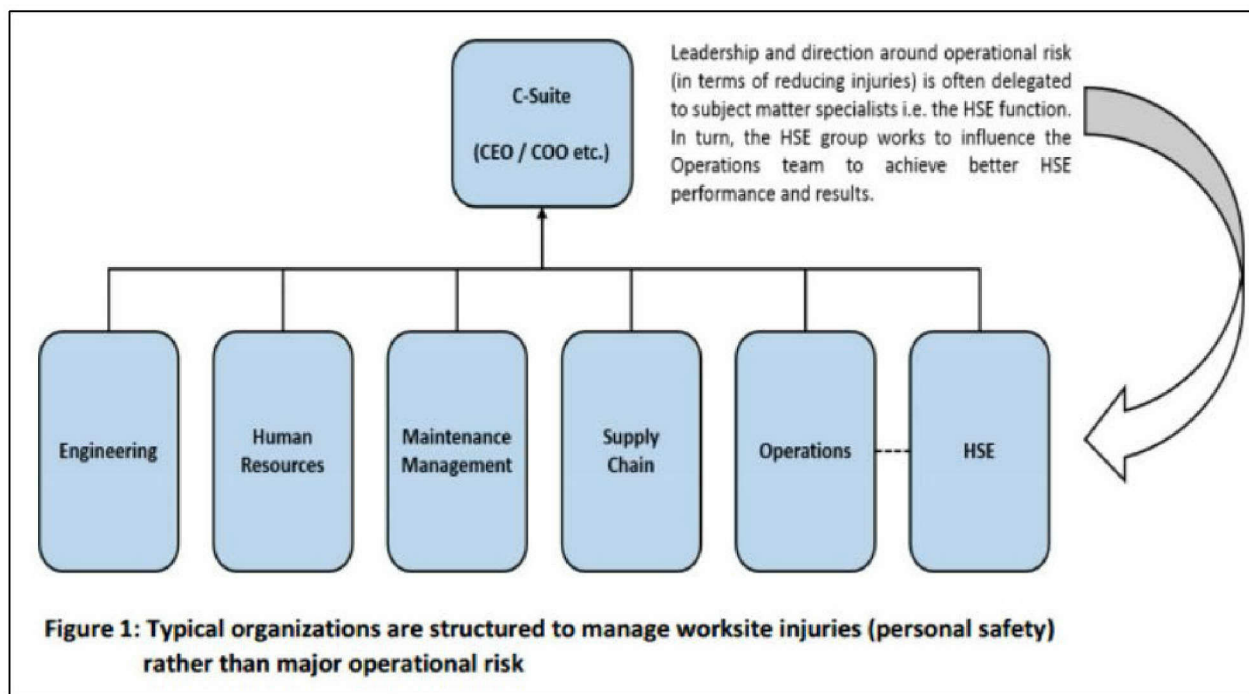 C-Suite
(CEO / COO etc.)
Leadership and direction around operational risk
(in terms of reducing injuries) is often delegated
to subject matter specialists i.e. the HSE function.
In turn, the HSE group works to influence the
Operations team to achieve better HSE
performance and results.
Engineering
Human
Resources
Maintenance
Management
Supply
Chain
Operations
HSE
Figure 1: Typical organizations are structured to manage worksite injuries (personal safety)
rather than major operational risk